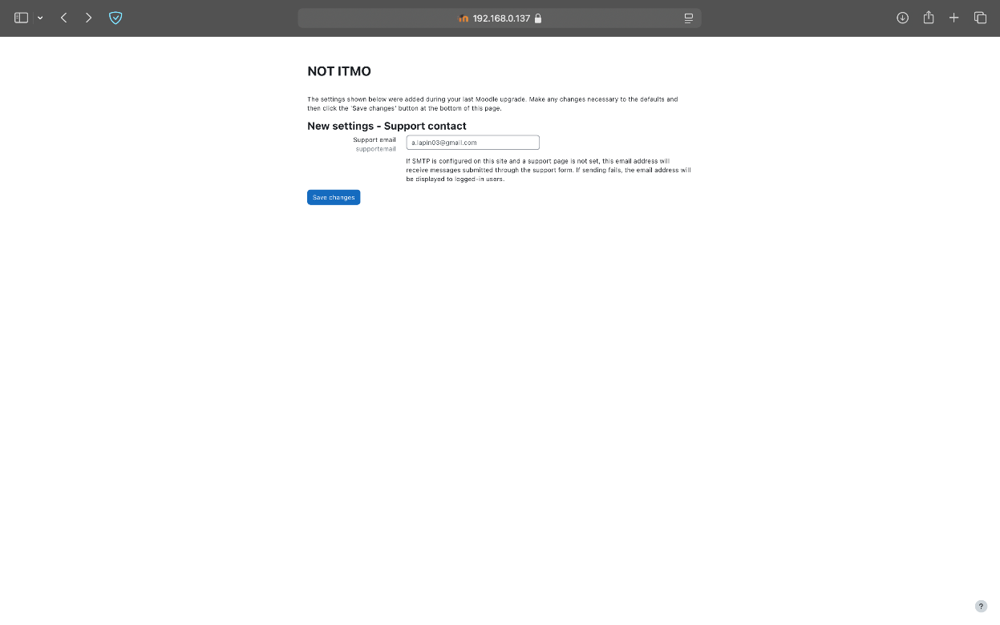 192.168.0.137
NOT ITMO
The settings shown below were added during your last Moodle upgrade. Make any changes necessary to the defaults and
then click the 'Save changes' button at the bottom of this page.
New settings - Support contact
Support email
supportemail
a.lapin03@gmail.com
If SMTP is configured on this site and a support page is not set, this email address will
receive messages submitted through the support form. If sending fails, the email address will
be displayed to logged-in users.
Save changes
?